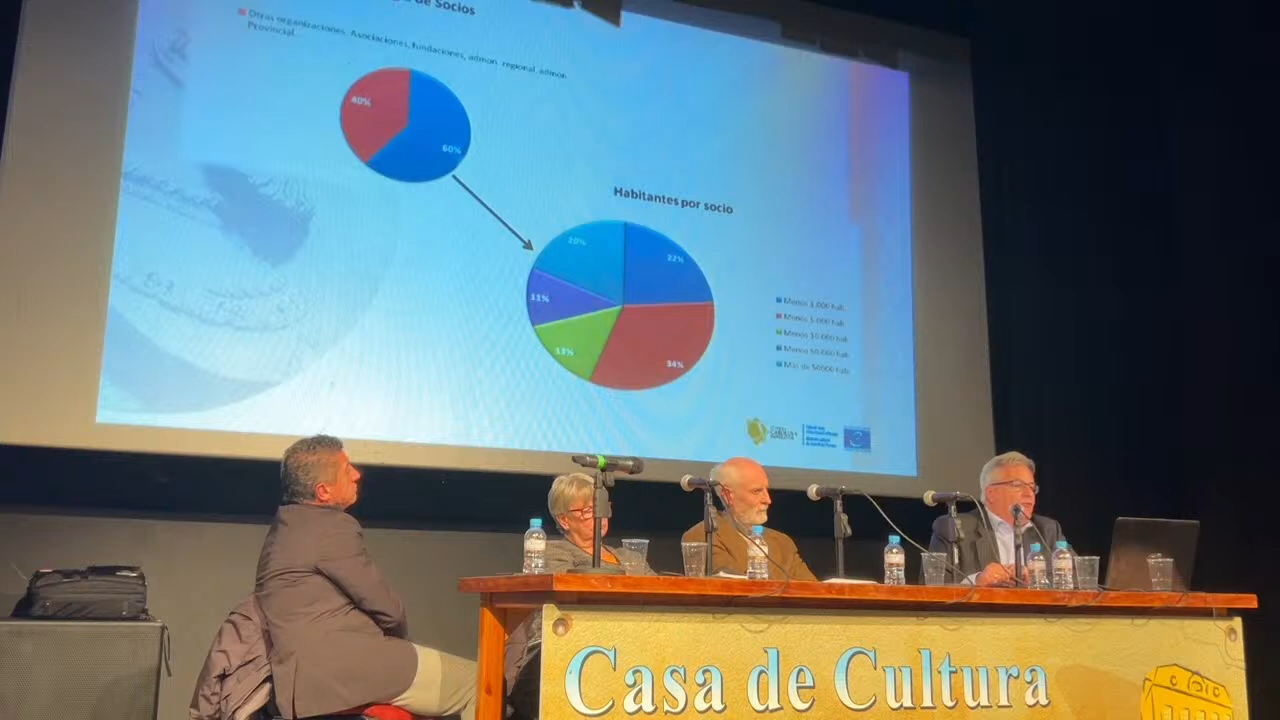 de Socios
Otras organizaciones. Asociaciones, fundaciones, admon. regional, admon.
Provincial.
40%
60%
Habitantes por socio
20%
22%
11%
13%
34%
Menos 1.000 hab.
Menos 5.000 hab.
Menos 10.000 hab.
Menos 50.000 hab.
Más de 50000 hab.
Casa de Cultura